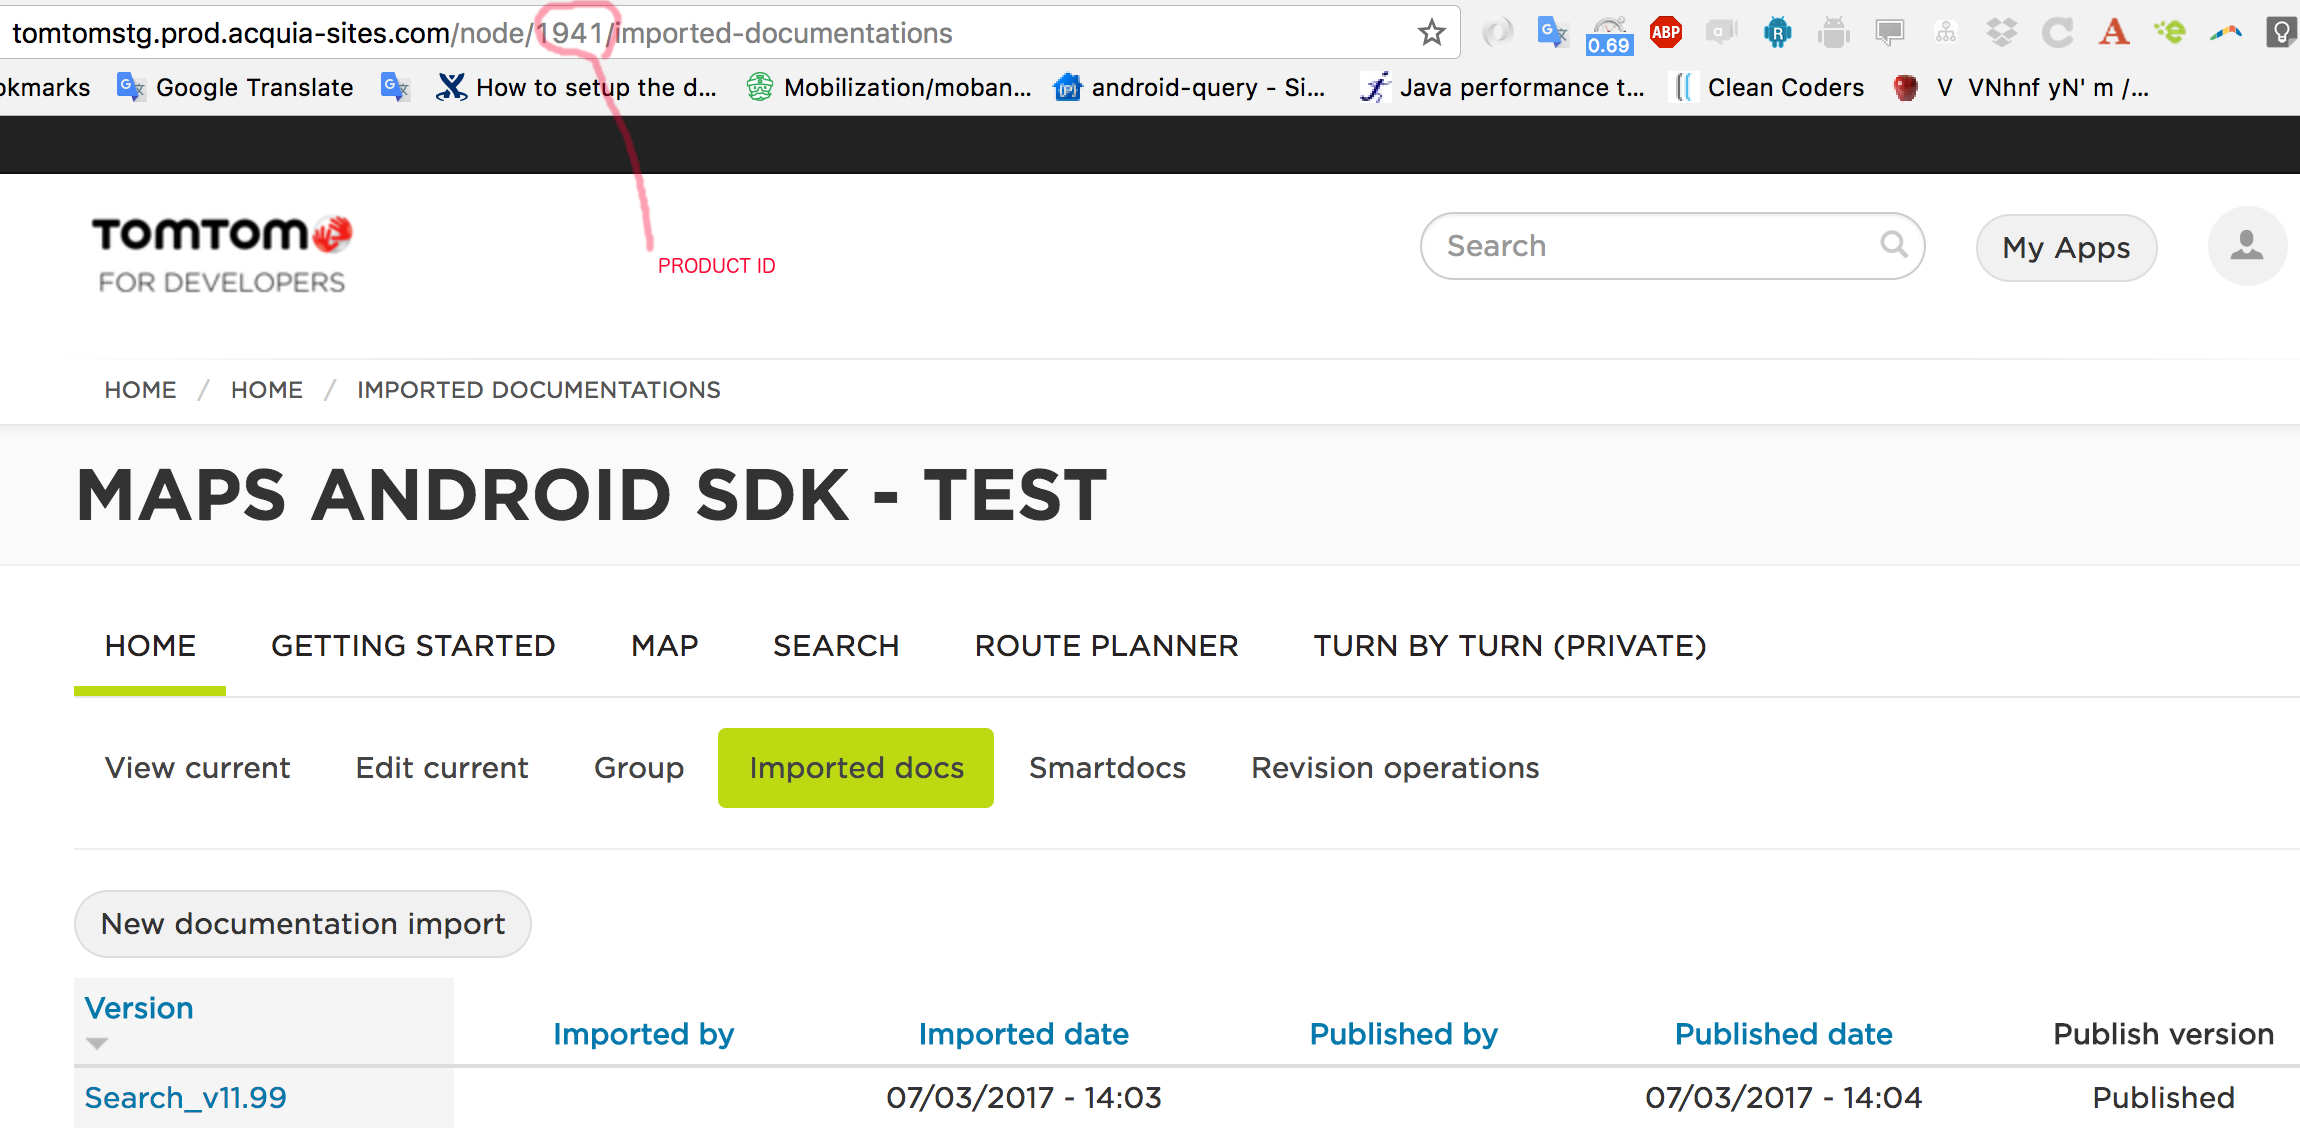 tomtomstg.prod.acquia-sites.com/node/1941/imported-documentations
0.69
ABP
okmarks Google Translate How to setup the d... Mobilization/moban... android-query - Si... Java performance t... Clean Coders V VNhnf yN' m /...
TOMTOM
FOR DEVELOPERS
PRODUCT ID
Search
My Apps
HOME / HOME / IMPORTED DOCUMENTATIONS
MAPS ANDROID SDK - TEST
HOME GETTING STARTED MAP SEARCH ROUTE PLANNER TURN BY TURN (PRIVATE)
View current Edit current Group Imported docs Smartdocs Revision operations
New documentation import
Version Imported by Imported date Published by Published date Publish version
Search_v11.99 07/03/2017 - 14:03 07/03/2017 - 14:04 Published